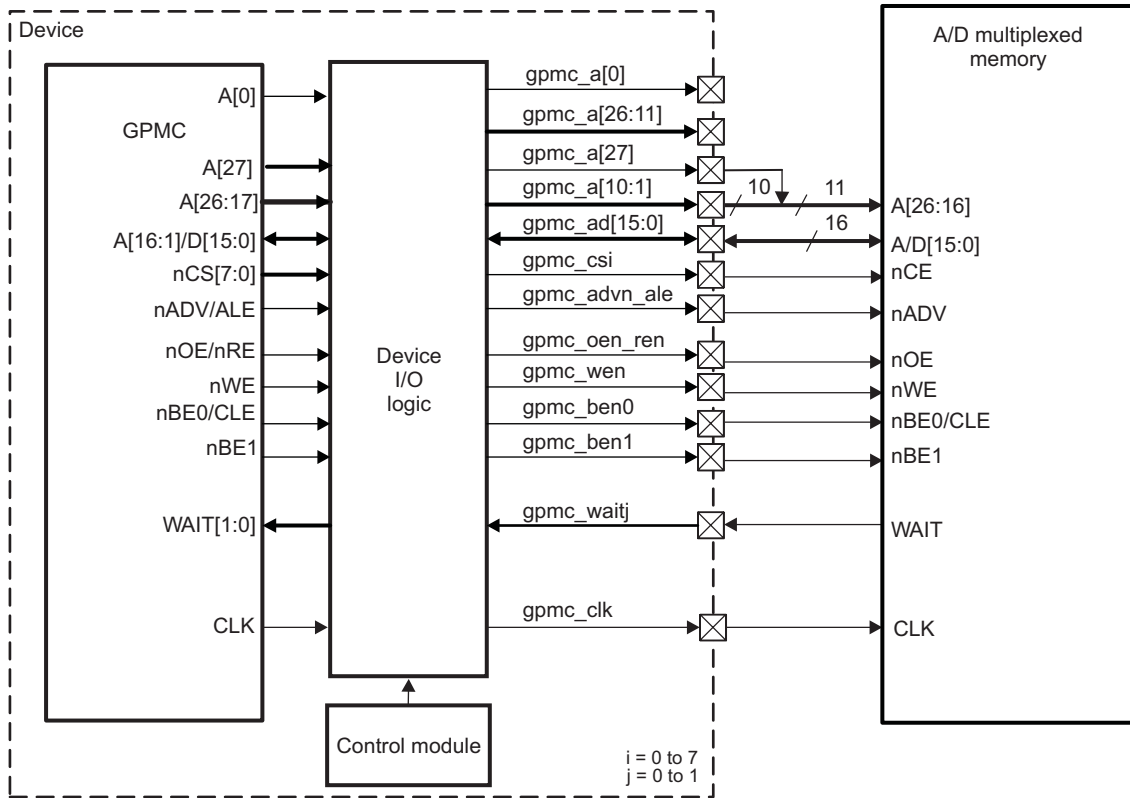 Device
A/D multiplexed
memory
GPMC
A[0]
A[27]
A[26:17]
A[16:1]/D[15:0]
nCS[7:0]
nADV/ALE
nOE/nRE
nWE
nBE0/CLE
nBE1
WAIT[1:0]
CLK
Device
I/O
logic
Control module
gpmc_a[0]
gpmc_a[26:11]
gpmc_a[27]
gpmc_a[10:1]
gpmc_ad[15:0]
gpmc_csi
gpmc_advn_ale
gpmc_oen_ren
gpmc_wen
gpmc_ben0
gpmc_ben1
gpmc_waitj
gpmc_clk
10
11
16
A[26:16]
A/D[15:0]
nCE
nADV
nOE
nWE
nBE0/CLE
nBE1
WAIT
CLK
i = 0 to 7
j = 0 to 1